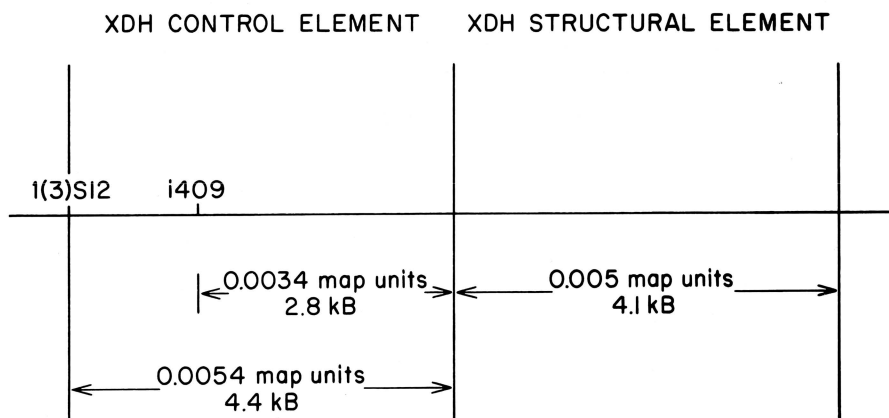 XDH CONTROL ELEMENT XDH STRUCTURAL ELEMENT
l(3)S12 i409
0.0034 map units 0.005 map units
2.8 kB 4.1 kB
0.0054 map units
4.4 kB